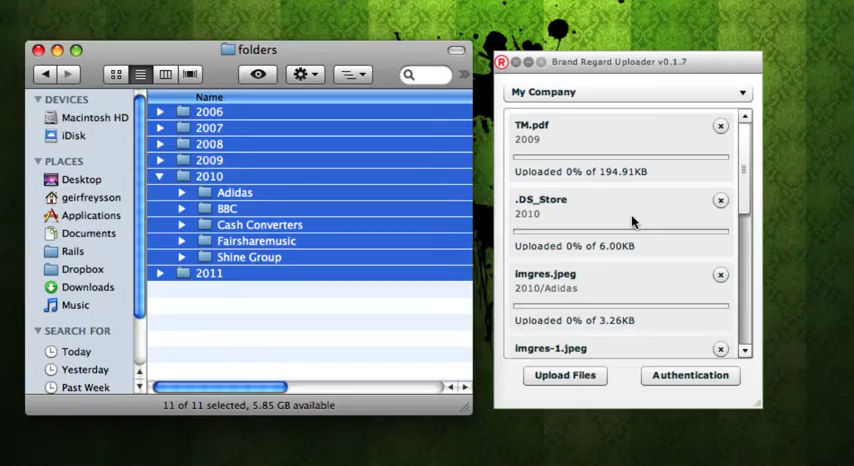 folders
DEVICES
Macintosh HD
iDisk
PLACES
Desktop
geirfreysson
Applications
Documents
Rails
Dropbox
Downloads
Music
SEARCH FOR
Today
Yesterday
Past Week
Name
2006
2007
2008
2009
2010
Adidas
BBC
Cash Converters
Fairsharemusic
Shine Group
2011
11 of 11 selected, 5.85 GB available
R Brand Regard Uploader v0.1.7
My Company
TM.pdf
2009
Uploaded 0% of 194.91KB
.DS_Store
2010
Uploaded 0% of 6.00KB
imgres.jpeg
2010/Adidas
Uploaded 0% of 3.26KB
imgres-1.jpeg
Upload Files
Authentication